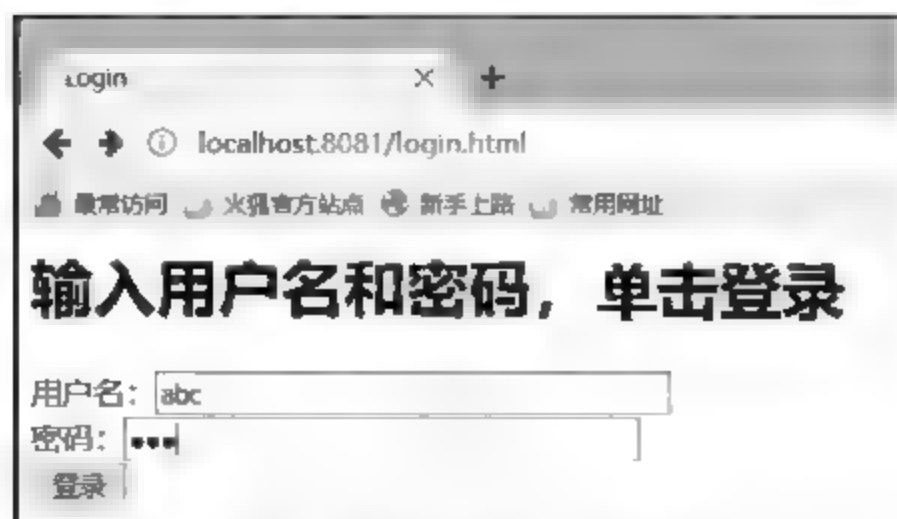 Login
localhost:8081/login.html
最常访问 火狐官方站点 新手上路 常用网址
输入用户名和密码，单击登录
用户名：abc
密码：•••
登录